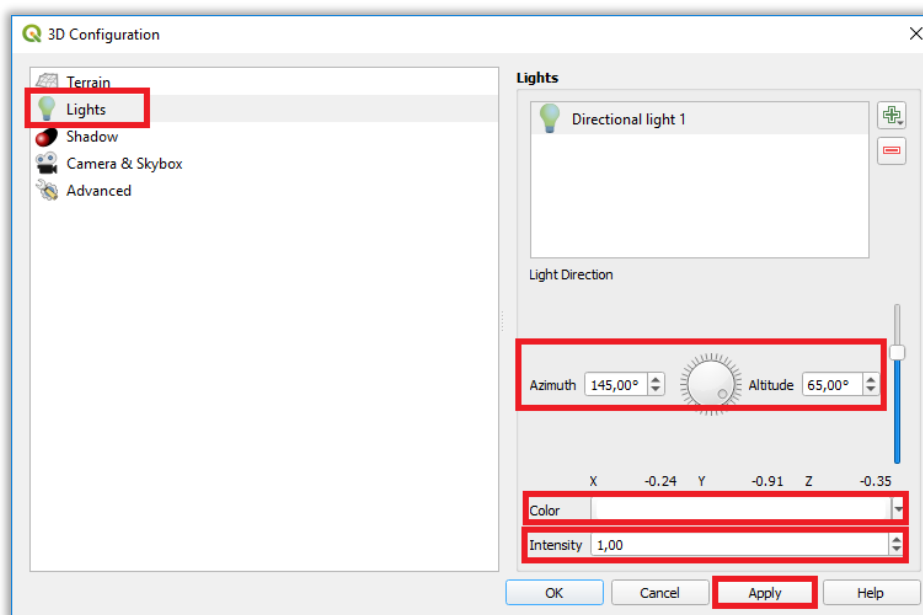 3D Configuration
Terrain
Lights
Shadow
Camera & Skybox
Advanced
Lights
Directional light 1
Light Direction
Azimuth 145,00° Altitude 65,00°
X -0.24 Y -0.91 Z -0.35
Color
Intensity 1,00
OK Cancel Apply Help